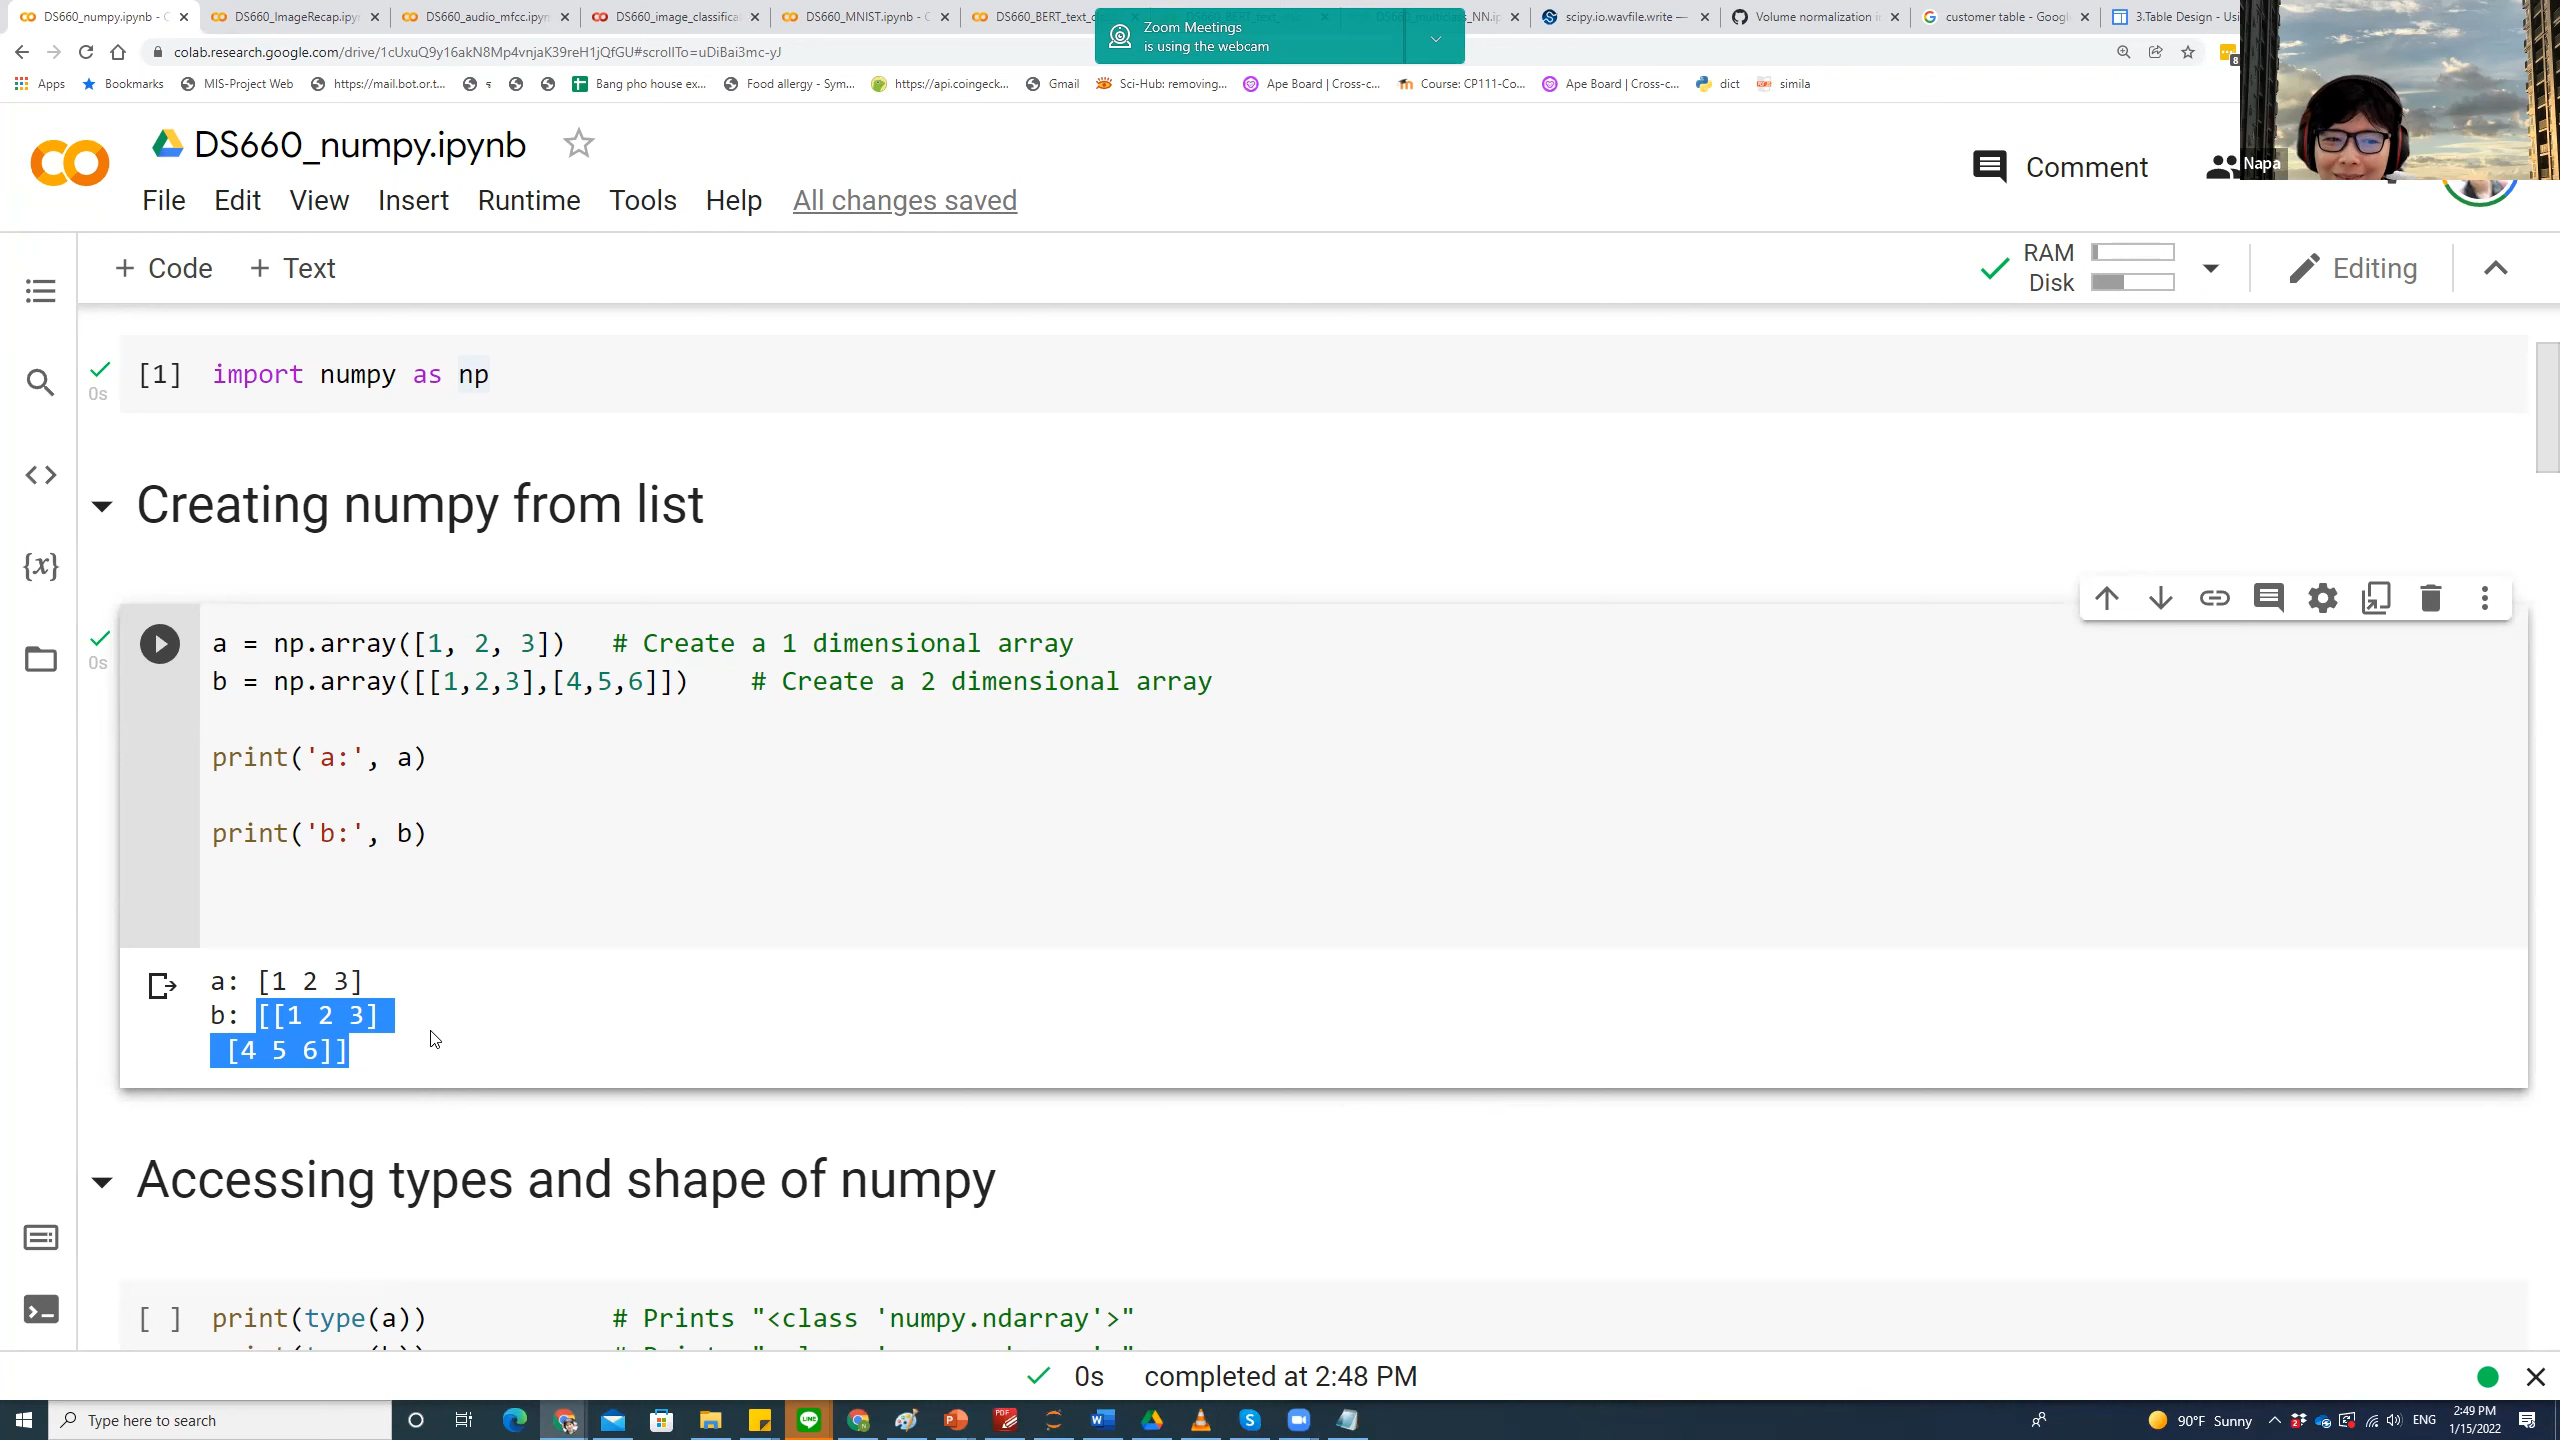 DS660_numpy.ipynb - C
DS660_ImageRecap.ipy
DS660_audio_mfcc.ipyn
DS660_image_classifica
DS660_MNIST.ipynb - C
DS660_BERT_text_c
scipy.io.wavfile.write —
Volume normalization i
customer table - Googl
3.Table Design - Usi
Zoom Meetings
is using the webcam
colab.research.google.com/drive/1cUxuQ9y16akN8Mp4vnjaK39reH1jQfGU#scrollTo=uDiBai3mc-yJ
8
Apps
Bookmarks
MIS-Project Web
https://mail.bot.or.t...
Bang pho house ex...
Food allergy - Sym...
https://api.coingeck...
Gmail
Sci-Hub: removing...
Ape Board | Cross-c...
Course: CP111-Co...
Ape Board | Cross-c...
dict
simila
DS660_numpy.ipynb
Comment
Napa
File Edit View Insert Runtime Tools Help All changes saved
+ Code + Text
RAM
Disk
Editing
[1] import numpy as np
0s
Creating numpy from list
{x}
0s
a = np.array([1, 2, 3]) # Create a 1 dimensional array
b = np.array([[1,2,3],[4,5,6]]) # Create a 2 dimensional array
print('a:', a)
print('b:', b)
a: [1 2 3]
b: [[1 2 3]
[4 5 6]]
Accessing types and shape of numpy
[ ] print(type(a)) # Prints "<class 'numpy.ndarray'>"
0s completed at 2:48 PM
Type here to search
90°F Sunny
ENG
2:49 PM
1/15/2022